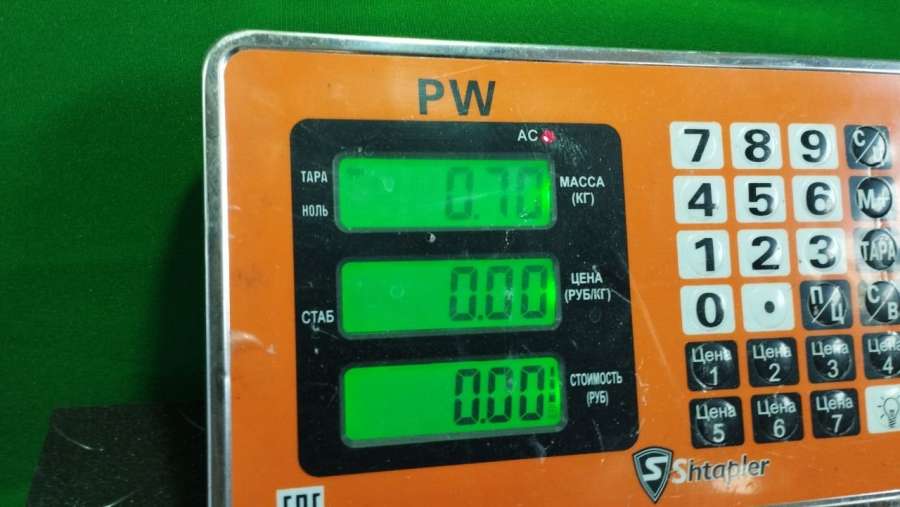 PW
AC
ТАРА
НОЛЬ
0.70
МАССА
(КГ)
СТАБ
0.00
ЦЕНА
(РУБ/КГ)
0.00
СТОИМОСТЬ
(РУБ)
7 8 9
4 5 6 М+
1 2 3 ТАРА
0 . П/Ц С/В
Цена 1 Цена 2 Цена 3 Цена 4
Цена 5 Цена 6 Цена 7
S Shtapler